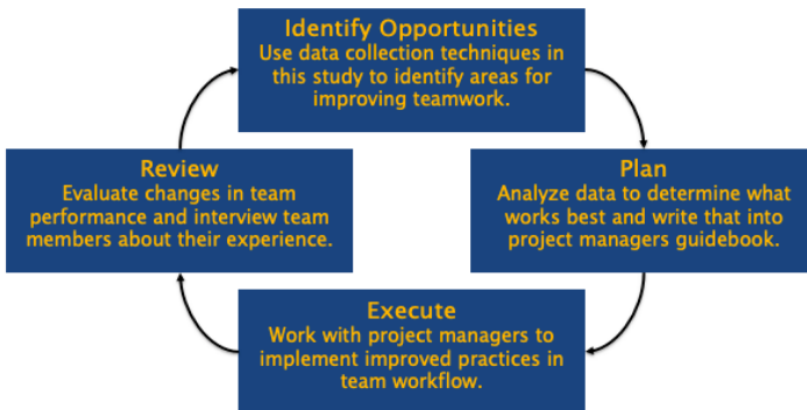 Identify Opportunities
Use data collection techniques in
this study to identify areas for
improving teamwork.
Review
Evaluate changes in team
performance and interview team
members about their experience.
Plan
Analyze data to determine what
works best and write that into
project managers guidebook.
Execute
Work with project managers to
implement improved practices in
team workflow.